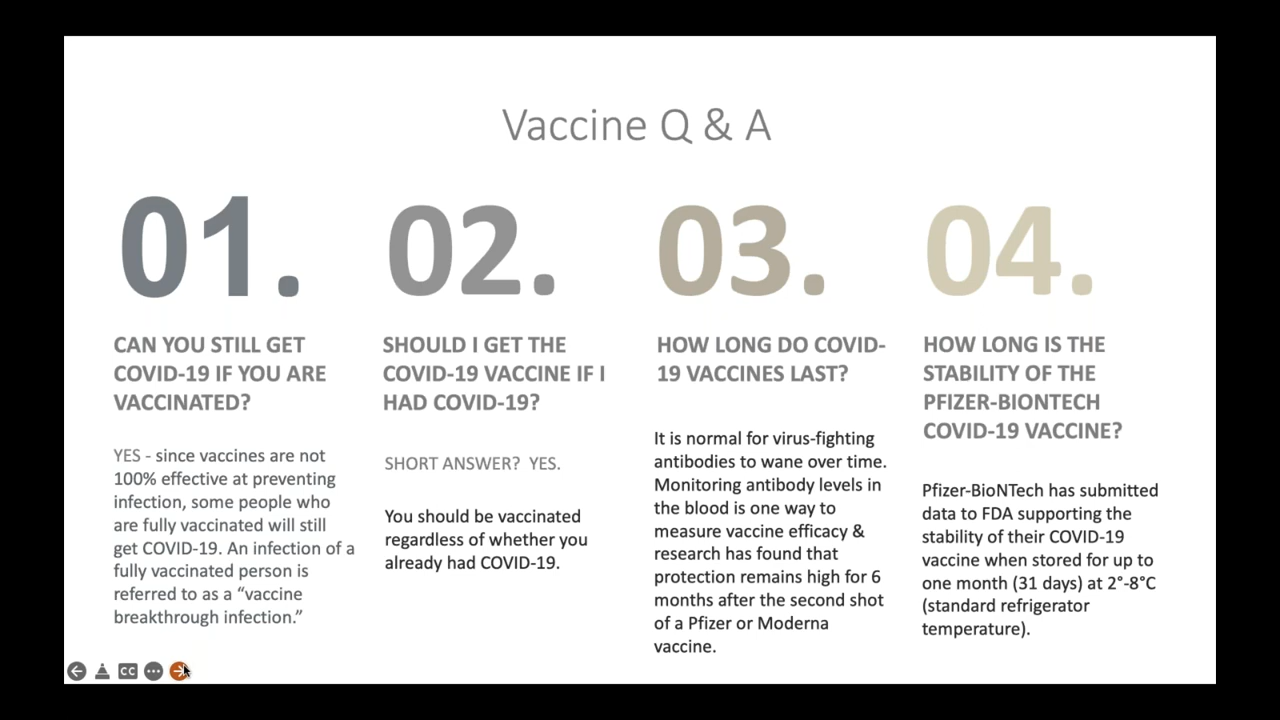 Vaccine Q & A
01.
CAN YOU STILL GET
COVID-19 IF YOU ARE
VACCINATED?
YES - since vaccines are not
100% effective at preventing
infection, some people who
are fully vaccinated will still
get COVID-19. An infection of a
fully vaccinated person is
referred to as a “vaccine
breakthrough infection.”
02.
SHOULD I GET THE
COVID-19 VACCINE IF I
HAD COVID-19?
SHORT ANSWER? YES.
You should be vaccinated
regardless of whether you
already had COVID-19.
03.
HOW LONG DO COVID-
19 VACCINES LAST?
It is normal for virus-fighting
antibodies to wane over time.
Monitoring antibody levels in
the blood is one way to
measure vaccine efficacy &
research has found that
protection remains high for 6
months after the second shot
of a Pfizer or Moderna
vaccine.
04.
HOW LONG IS THE
STABILITY OF THE
PFIZER-BIONTECH
COVID-19 VACCINE?
Pfizer-BioNTech has submitted
data to FDA supporting the
stability of their COVID-19
vaccine when stored for up to
one month (31 days) at 2°-8°C
(standard refrigerator
temperature).
CC